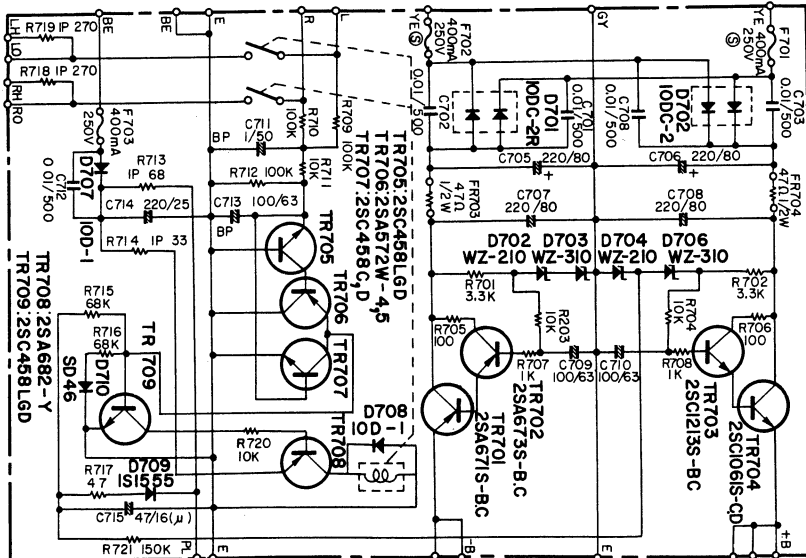 BE
BE
E
R
L
YE
S
F702
400mA
250V
GY
YE
S
F701
400mA
250V
LH
LO
R719 1P 270
R718 1P 270
RH
RO
F703
400mA
250V
BE
C711
1/50
BP
R710
100K
R709 100K
0.01/500
C702
D701
10DC-2R
C701
0.01/500
C708
0.01/500
D702
10DC-2
C703
0.01/500
C705 220/80
+
C706 220/80
+
C712
0.01/500
D707
10D-1
R713
1P 68
R712 100K
R711
10K
TR705:2SC458LGD
TR706:2SA572W-4,5
TR707:2SC458C,D
FR703
47Ω
1/2W
C707
220/80
C708
220/80
FR704
47Ω1/2W
C714 220/25
C713 100/63
BP
R714 1P 33
TR705
TR706
TR707
D702
WZ-210
D703
WZ-310
D704
WZ-210
D706
WZ-310
R701
3.3K
R203
10K
R704
10K
R702
3.3K
TR708:2SA682-Y
TR709:2SC458LGD
R715
68K
R716
68K
D710
SD46
TR709
R705
100
R707
1K
C709
100/63
C710
100/63
R708
1K
R706
100
TR702
2SA673S-B.C
TR701
2SA671S-B.C
TR703
2SC1213S-B.C
TR704
2SC1061S-C,D
R720
10K
TR708
D708
10D-1
R717
47
D709
1S1555
C715 47/16(μ)
R721 150K
PL
E
-B
E
+B